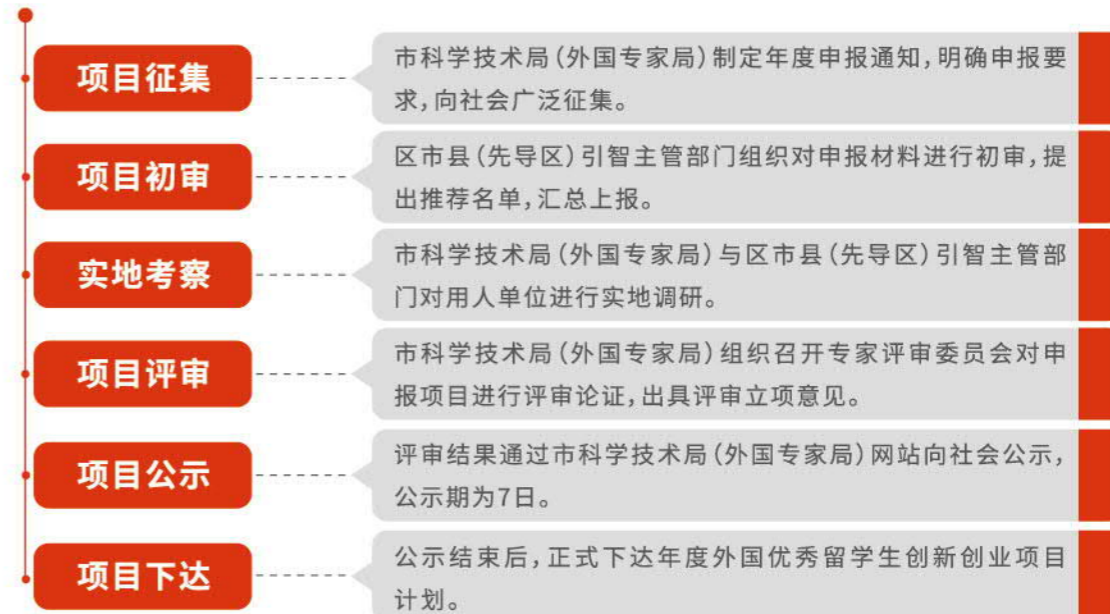 项目征集
市科学技术局(外国专家局)制定年度申报通知,明确申报要
求,向社会广泛征集。
项目初审
区市县(先导区)引智主管部门组织对申报材料进行初审,提
出推荐名单,汇总上报。
实地考察
市科学技术局(外国专家局)与区市县(先导区)引智主管部
门对用人单位进行实地调研。
项目评审
市科学技术局(外国专家局)组织召开专家评审委员会对申
报项目进行评审论证,出具评审立项意见。
项目公示
评审结果通过市科学技术局(外国专家局)网站向社会公示,
公示期为7日。
项目下达
公示结束后,正式下达年度外国优秀留学生创新创业项目
计划。